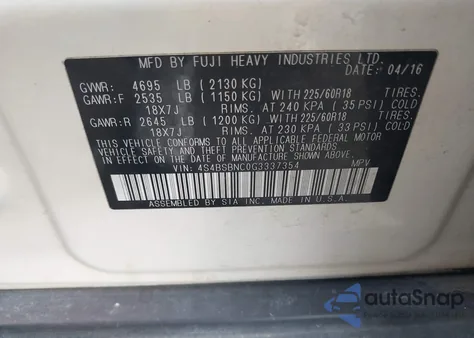 MFD BY FUJI HEAVY INDUSTRIES LTD.
DATE: 04/16
GVWR: 4695 LB (2130 KG) TIRES.
GAWR:F 2535 LB (1150 KG) WITH 225/60R18
18X7J RIMS. AT 240 KPA (35 PSI) COLD.
GAWR:R 2645 LB (1200 KG) WITH 225/60R18 TIRES.
18X7J RIMS. AT 230 KPA (33 PSI) COLD.
THIS VEHICLE CONFORMS TO ALL APPLICABLE FEDERAL MOTOR
VEHICLE SAFETY AND THEFT PREVENTION STANDARDS IN EFFECT
ON THE DATE OF MANUFACTURE SHOWN ABOVE.
VIN: 4S4BSBNC0G3337354 MPV
ASSEMBLED BY SIA INC. MADE IN U.S.A.
autoSnap